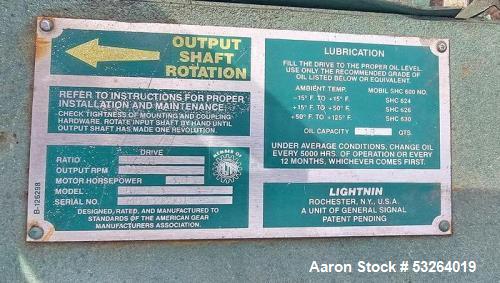 OUTPUT
SHAFT
ROTATION
REFER TO INSTRUCTIONS FOR PROPER
INSTALLATION AND MAINTENANCE.
CHECK TIGHTNESS OF MOUNTING AND COUPLING
HARDWARE. ROTATE INPUT SHAFT BY HAND UNTIL
OUTPUT SHAFT HAS MADE ONE REVOLUTION.
DRIVE
RATIO
OUTPUT RPM
MOTOR HORSEPOWER
MODEL
SERIAL NO.
MEMBER OF
DESIGNED, RATED, AND MANUFACTURED TO
STANDARDS OF THE AMERICAN GEAR
MANUFACTURERS ASSOCIATION.
B-126298
LUBRICATION
FILL THE DRIVE TO THE PROPER OIL LEVEL.
USE ONLY THE RECOMMENDED GRADE OF
OIL LISTED BELOW OR EQUIVALENT.
AMBIENT TEMP. MOBIL SHC 600 NO.
-15° F. TO +15° F. SHC 624
+15° F. TO +50° F. SHC 626
+50° F. TO +125° F. SHC 630
OIL CAPACITY QTS.
UNDER AVERAGE CONDITIONS, CHANGE OIL
EVERY 5000 HRS. OF OPERATION OR EVERY
12 MONTHS, WHICHEVER COMES FIRST.
LIGHTNIN
ROCHESTER, N.Y., U.S.A.
A UNIT OF GENERAL SIGNAL
PATENT PENDING
Aaron Stock # 53264019